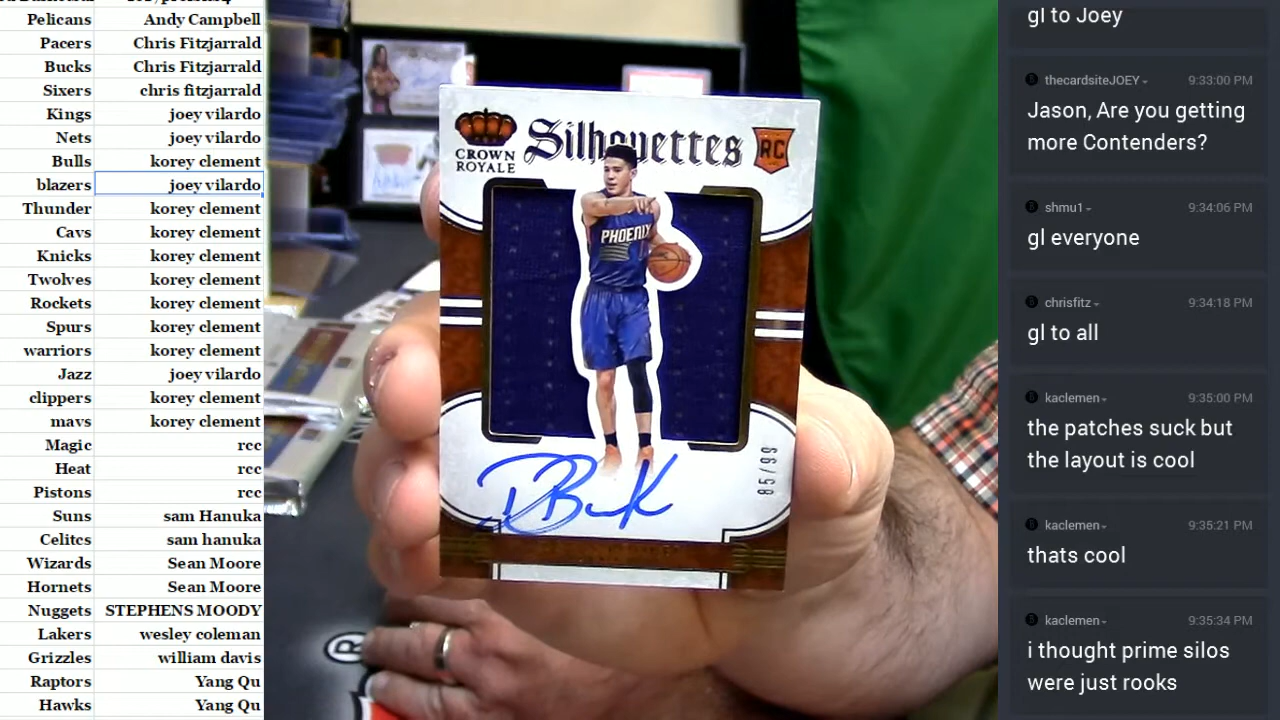 Pelicans Andy Campbell
Pacers Chris Fitzjarrald
Bucks Chris Fitzjarrald
Sixers chris fitzjarrald
Kings joey vilardo
Nets joey vilardo
Bulls korey clement
blazers joey vilardo
Thunder korey clement
Cavs korey clement
Knicks korey clement
Twolves korey clement
Rockets korey clement
Spurs korey clement
warriors korey clement
Jazz joey vilardo
clippers korey clement
mavs korey clement
Magic rcc
Heat rcc
Pistons rcc
Suns sam Hanuka
Celitcs sam hanuka
Wizards Sean Moore
Hornets Sean Moore
Nuggets STEPHENS MOODY
Lakers wesley coleman
Grizzles william davis
Raptors Yang Qu
Hawks Yang Qu
CROWN
ROYALE
Silhouettes
RC
PHOENIX
85/99
R
gl to Joey
thecardsiteJOEY 9:33:00 PM
Jason, Are you getting
more Contenders?
shmu1 9:34:06 PM
gl everyone
chrisfitz 9:34:18 PM
gl to all
kaclemen 9:35:00 PM
the patches suck but
the layout is cool
kaclemen 9:35:21 PM
thats cool
kaclemen 9:35:34 PM
i thought prime silos
were just rooks